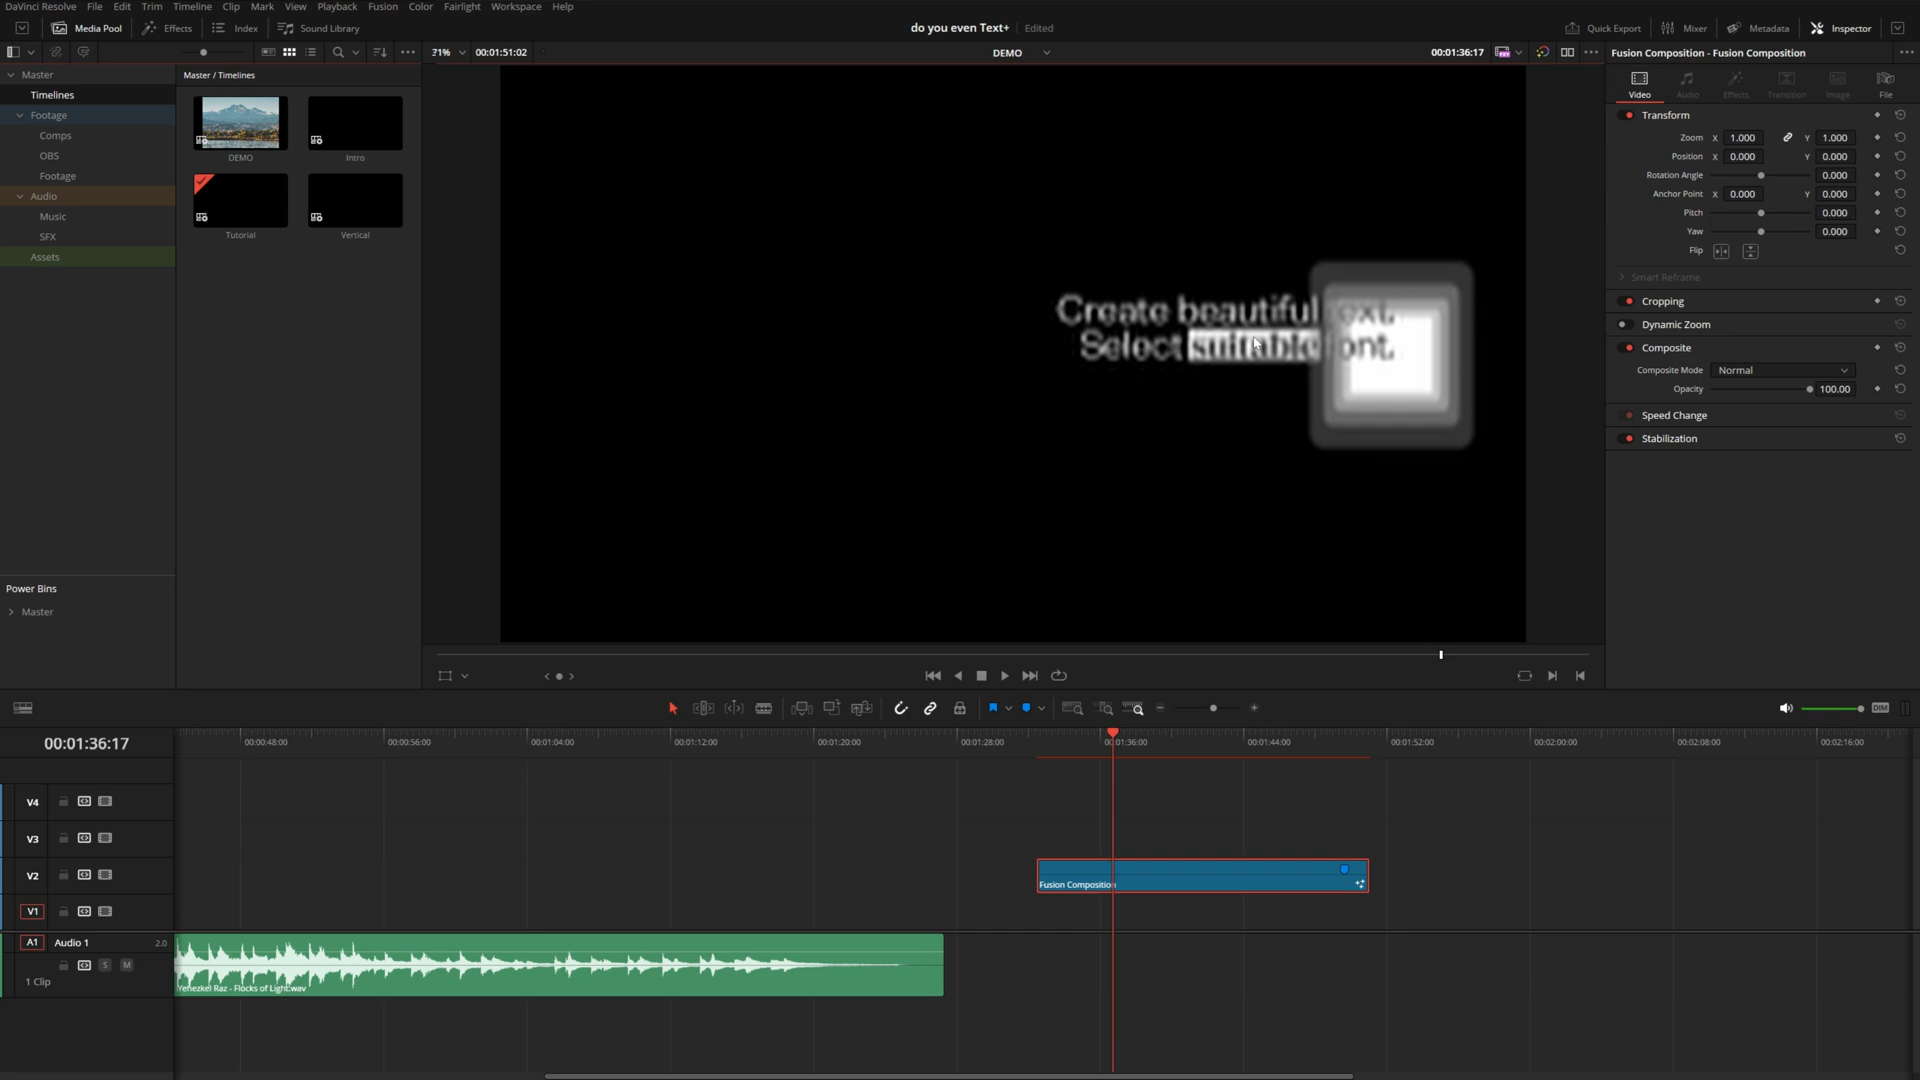 DaVinci Resolve File Edit Trim Timeline Clip Mark View Playback Fusion Color Fairlight Workspace Help
Media Pool Effects Index Sound Library
do you even Text+ Edited
Quick Export Mixer Metadata Inspector
71% 00:01:51:02
DEMO
00:01:36:17
Fusion Composition - Fusion Composition
Master
Timelines
Footage
Comps
OBS
Footage
Audio
Music
SFX
Assets
Power Bins
Master
Master / Timelines
DEMO
Intro
Tutorial
Vertical
Create beautiful text.
Select suitable font.
Video Audio Effects Transition Image File
Transform
Zoom X 1.000 Y 1.000
Position X 0.000 Y 0.000
Rotation Angle 0.000
Anchor Point X 0.000 Y 0.000
Pitch 0.000
Yaw 0.000
Flip
Smart Reframe
Cropping
Dynamic Zoom
Composite
Composite Mode Normal
Opacity 100.00
Speed Change
Stabilization
DIM
00:01:36:17
00:00:48:00 00:00:56:00 00:01:04:00 00:01:12:00 00:01:20:00 00:01:28:00 00:01:36:00 00:01:44:00 00:01:52:00 00:02:00:00 00:02:08:00 00:02:16:00
V4
V3
V2
Fusion Composition
V1
A1 Audio 1 2.0
S M
1 Clip
Yehezkel Raz - Flocks of Light.wav